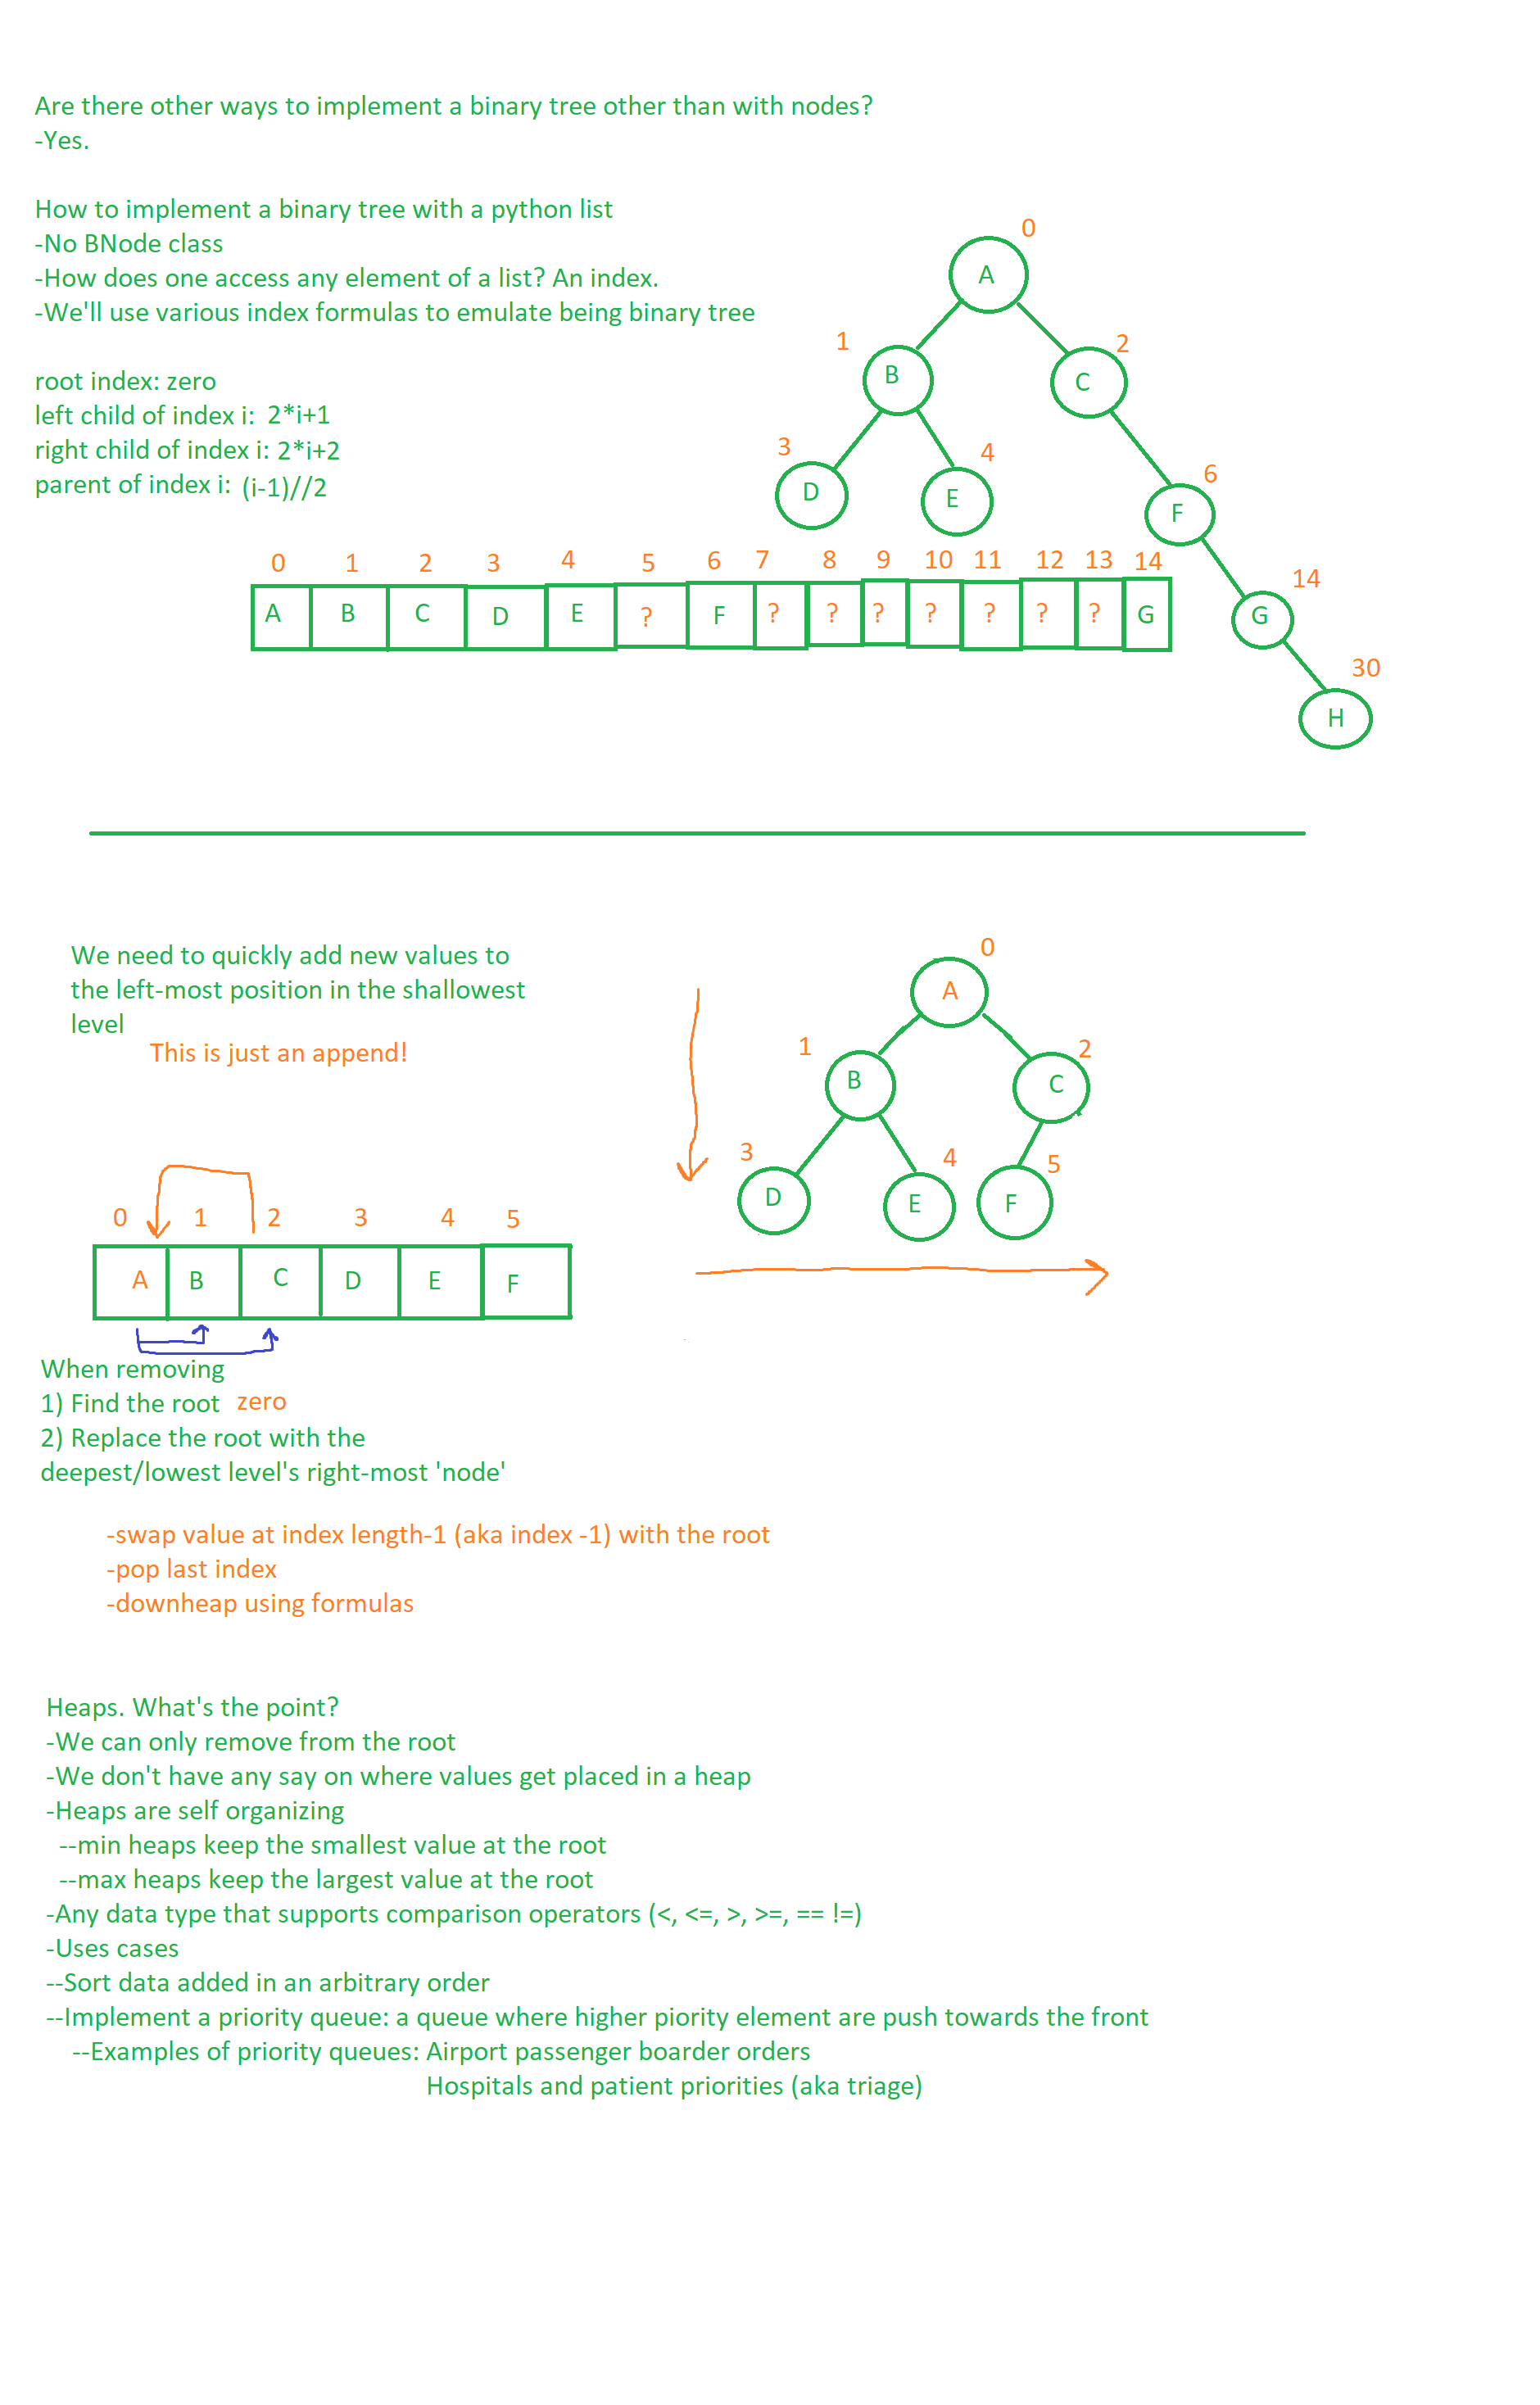 Are there other ways to implement a binary tree other than with nodes?
-Yes.
How to implement a binary tree with a python list
-No BNode class
-How does one access any element of a list? An index.
-We'll use various index formulas to emulate being binary tree
root index: zero
left child of index i: 2*i+1
right child of index i: 2*i+2
parent of index i: (i-1)//2
0
A
1 2
B C
3 4 6
D E F
14
G
30
H
0 1 2 3 4 5 6 7 8 9 10 11 12 13 14
A B C D E ? F ? ? ? ? ? ? ? G
We need to quickly add new values to
the left-most position in the shallowest
level
This is just an append!
0
A
1 2
B C
3 4 5
D E F
0 1 2 3 4 5
A B C D E F
When removing
1) Find the root zero
2) Replace the root with the
deepest/lowest level's right-most 'node'
-swap value at index length-1 (aka index -1) with the root
-pop last index
-downheap using formulas
Heaps. What's the point?
-We can only remove from the root
-We don't have any say on where values get placed in a heap
-Heaps are self organizing
--min heaps keep the smallest value at the root
--max heaps keep the largest value at the root
-Any data type that supports comparison operators (<, <=, >, >=, == !=)
-Uses cases
--Sort data added in an arbitrary order
--Implement a priority queue: a queue where higher piority element are push towards the front
--Examples of priority queues: Airport passenger boarder orders
Hospitals and patient priorities (aka triage)